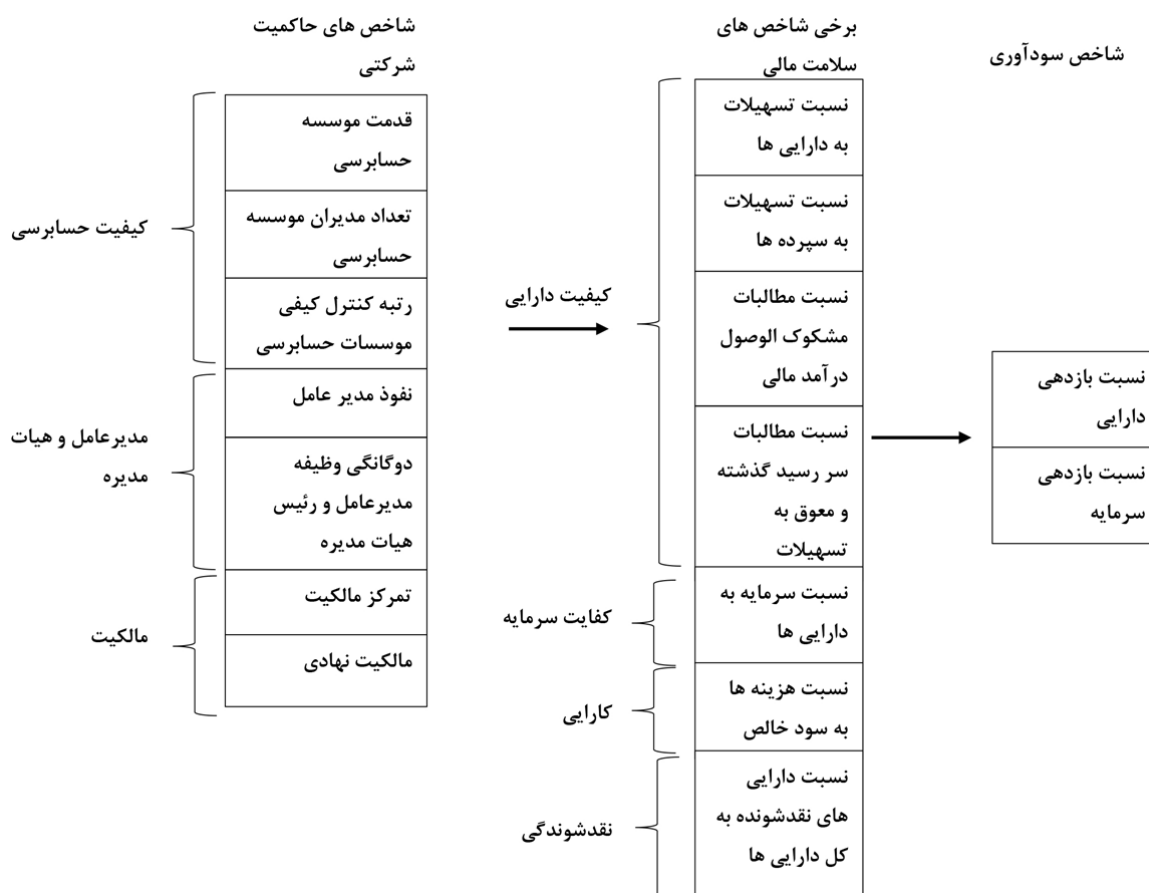 شاخص های حاکمیت
شرکتی
قدمت موسسه
حسابرسی
تعداد مدیران موسسه
حسابرسی
رتبه کنترل کیفی
موسسات حسابرسی
نفوذ مدیر عامل
دوگانگی وظیفه
مدیرعامل و رئیس
هیات مدیره
تمرکز مالکیت
مالکیت نهادی
کیفیت حسابرسی
مدیرعامل و هیات
مدیره
مالکیت
برخی شاخص های
سلامت مالی
نسبت تسهیلات
به دارایی ها
نسبت تسهیلات
به سپرده ها
نسبت مطالبات
مشکوک الوصول
درآمد مالی
نسبت مطالبات
سر رسید گذشته
و معوق به
تسهیلات
نسبت سرمایه به
دارایی ها
نسبت هزینه ها
به سود خالص
نسبت دارایی
های نقدشونده به
کل دارایی ها
کیفیت دارایی
کفایت سرمایه
کارایی
نقدشوندگی
شاخص سودآوری
نسبت بازدهی
دارایی
نسبت بازدهی
سرمایه